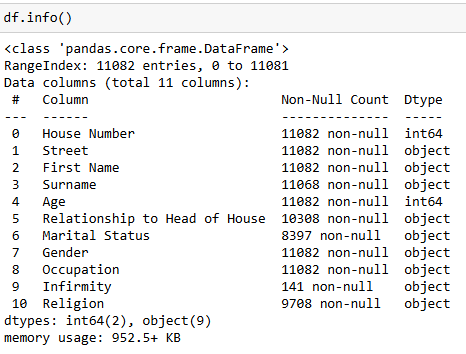 df.info()
<class 'pandas.core.frame.DataFrame'>
RangeIndex: 11082 entries, 0 to 11081
Data columns (total 11 columns):
 #   Column                         Non-Null Count  Dtype
---  ------                         --------------  -----
 0   House Number                   11082 non-null  int64
 1   Street                         11082 non-null  object
 2   First Name                     11082 non-null  object
 3   Surname                        11068 non-null  object
 4   Age                            11082 non-null  int64
 5   Relationship to Head of House  10308 non-null  object
 6   Marital Status                 8397 non-null   object
 7   Gender                         11082 non-null  object
 8   Occupation                     11082 non-null  object
 9   Infirmity                      141 non-null    object
 10  Religion                       9708 non-null   object
dtypes: int64(2), object(9)
memory usage: 952.5+ KB